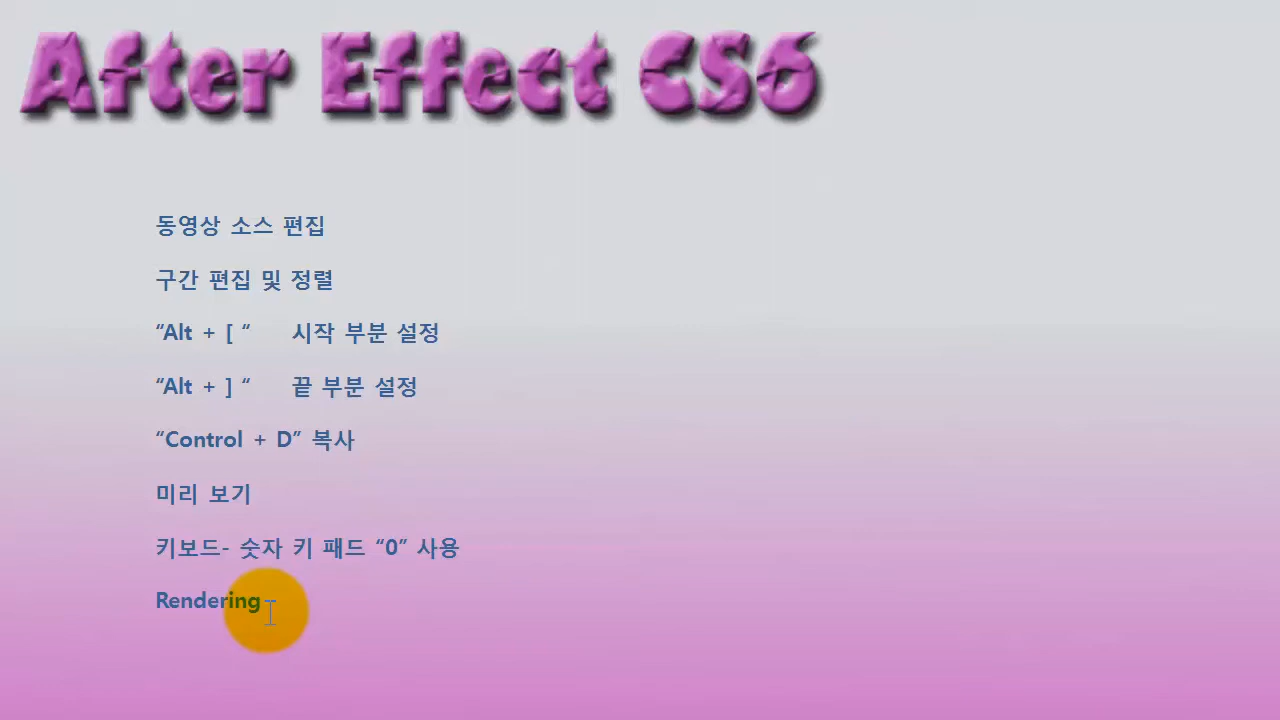 After Effect CS6
동영상 소스 편집
구간 편집 및 정렬
“Alt + [ “ 시작 부분 설정
“Alt + ] “ 끝 부분 설정
“Control + D” 복사
미리 보기
키보드- 숫자 키 패드 “0” 사용
Rendering